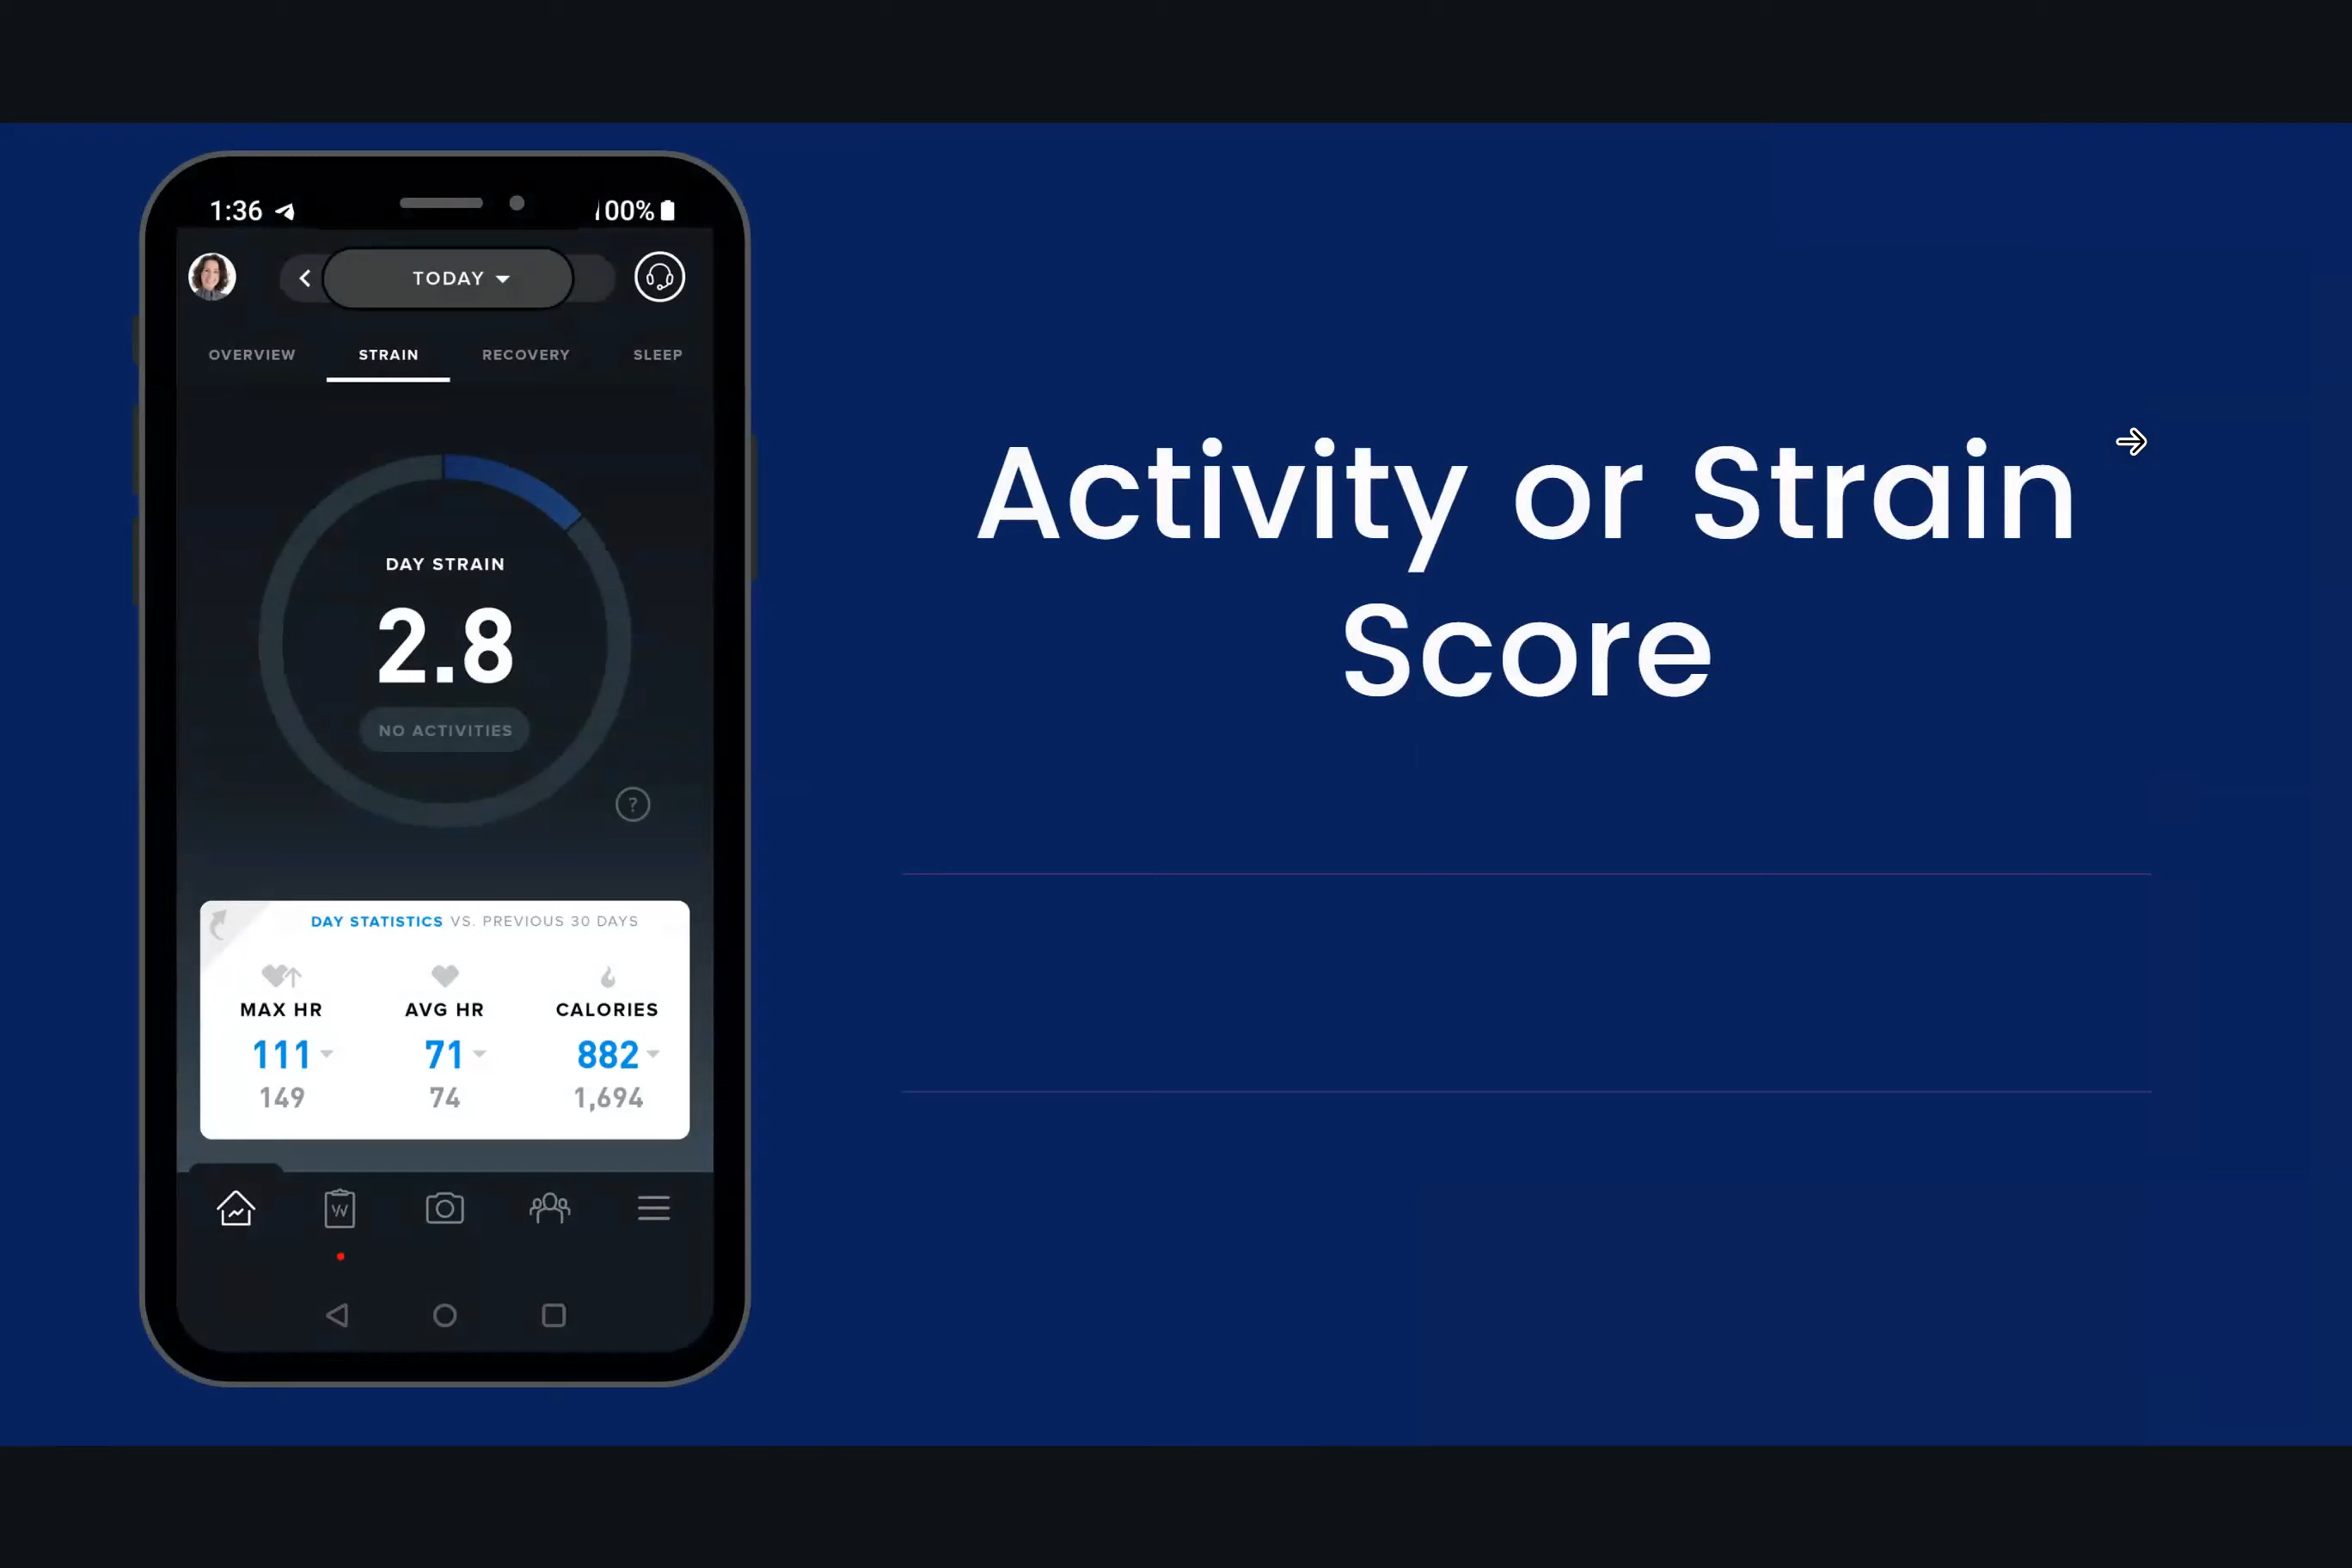 1:36
100%
TODAY
OVERVIEW STRAIN RECOVERY SLEEP
DAY STRAIN
2.8
NO ACTIVITIES
?
DAY STATISTICS VS. PREVIOUS 30 DAYS
MAX HR AVG HR CALORIES
111 71 882
149 74 1,694
W
Activity or Strain
Score